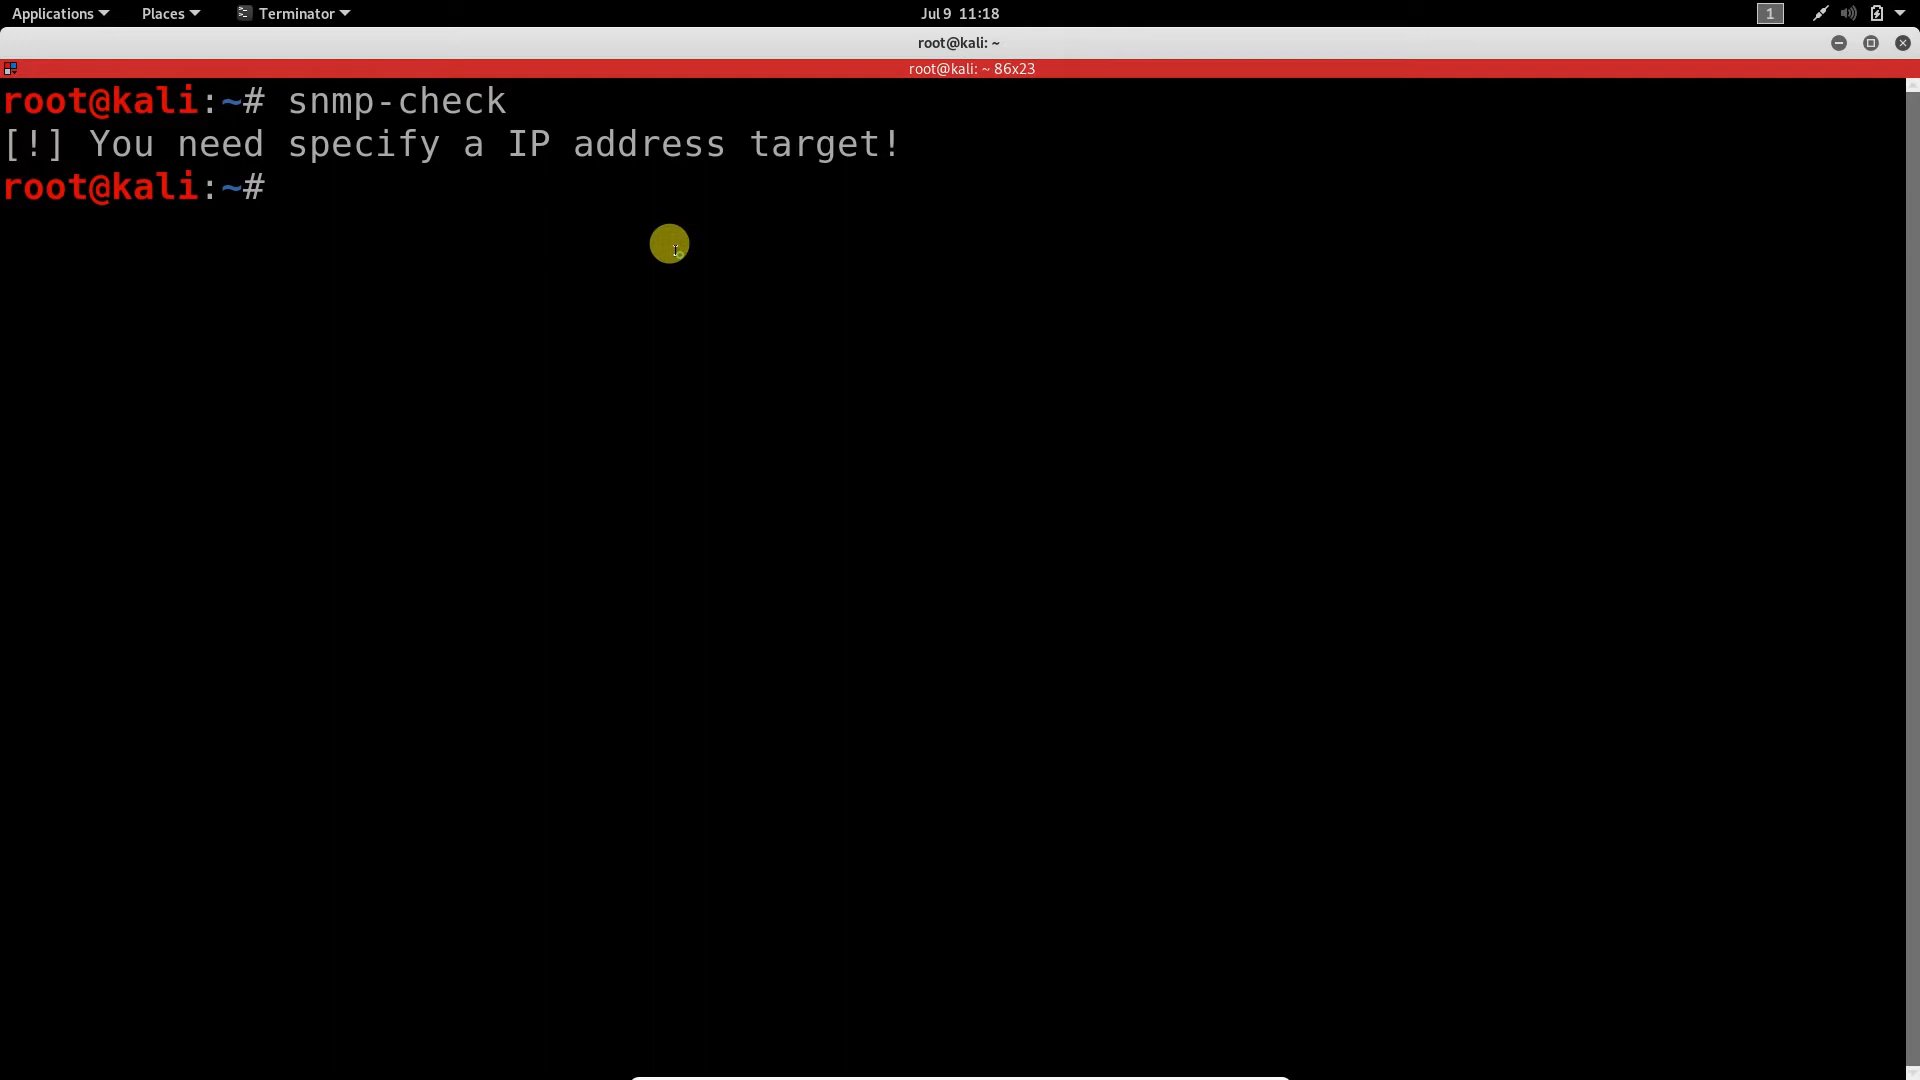 Applications Places Terminator Jul 9 11:18 1
root@kali: ~
root@kali: ~ 86x23
root@kali:~# snmp-check
[!] You need specify a IP address target!
root@kali:~#